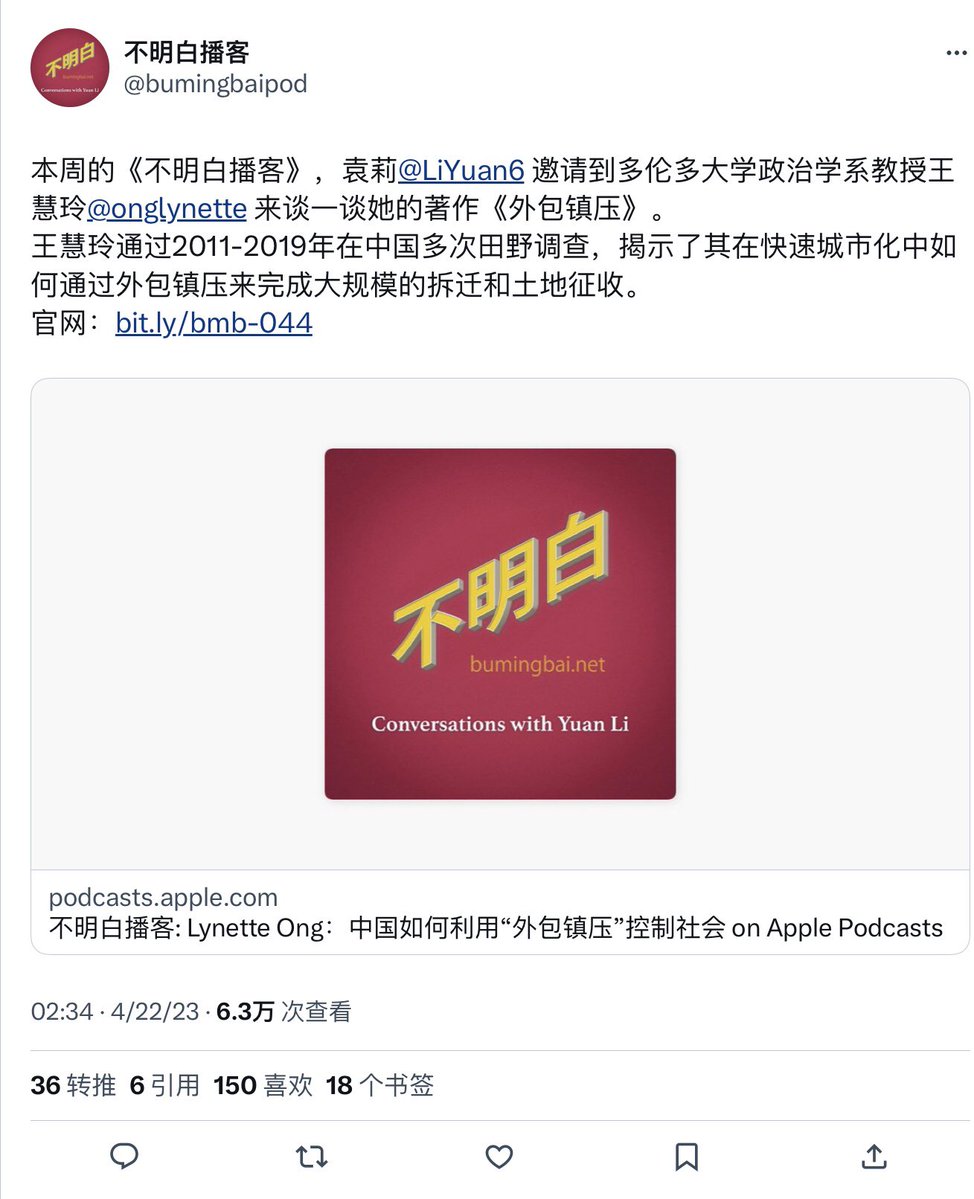 不明白
bumingbai.net
Conversations with Yuan Li
不明白播客
@bumingbaipod
本周的《不明白播客》，袁莉@LiYuan6 邀请到多伦多大学政治学系教授王
慧玲@onglynette 来谈一谈她的著作《外包镇压》。
王慧玲通过2011-2019年在中国多次田野调查，揭示了其在快速城市化中如
何通过外包镇压来完成大规模的拆迁和土地征收。
官网：bit.ly/bmb-044
不明白
bumingbai.net
Conversations with Yuan Li
podcasts.apple.com
不明白播客: Lynette Ong：中国如何利用“外包镇压”控制社会 on Apple Podcasts
02:34 · 4/22/23 · 6.3万 次查看
36 转推 6 引用 150 喜欢 18 个书签